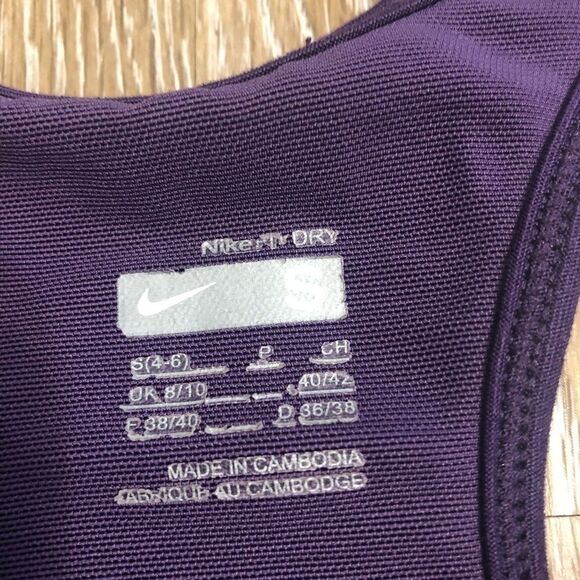 Nike FIT DRY
S
S(4-6) P CH
UK 8/10 40/42
F 38/40 D 36/38
MADE IN CAMBODIA
FABRIQUE AU CAMBODGE